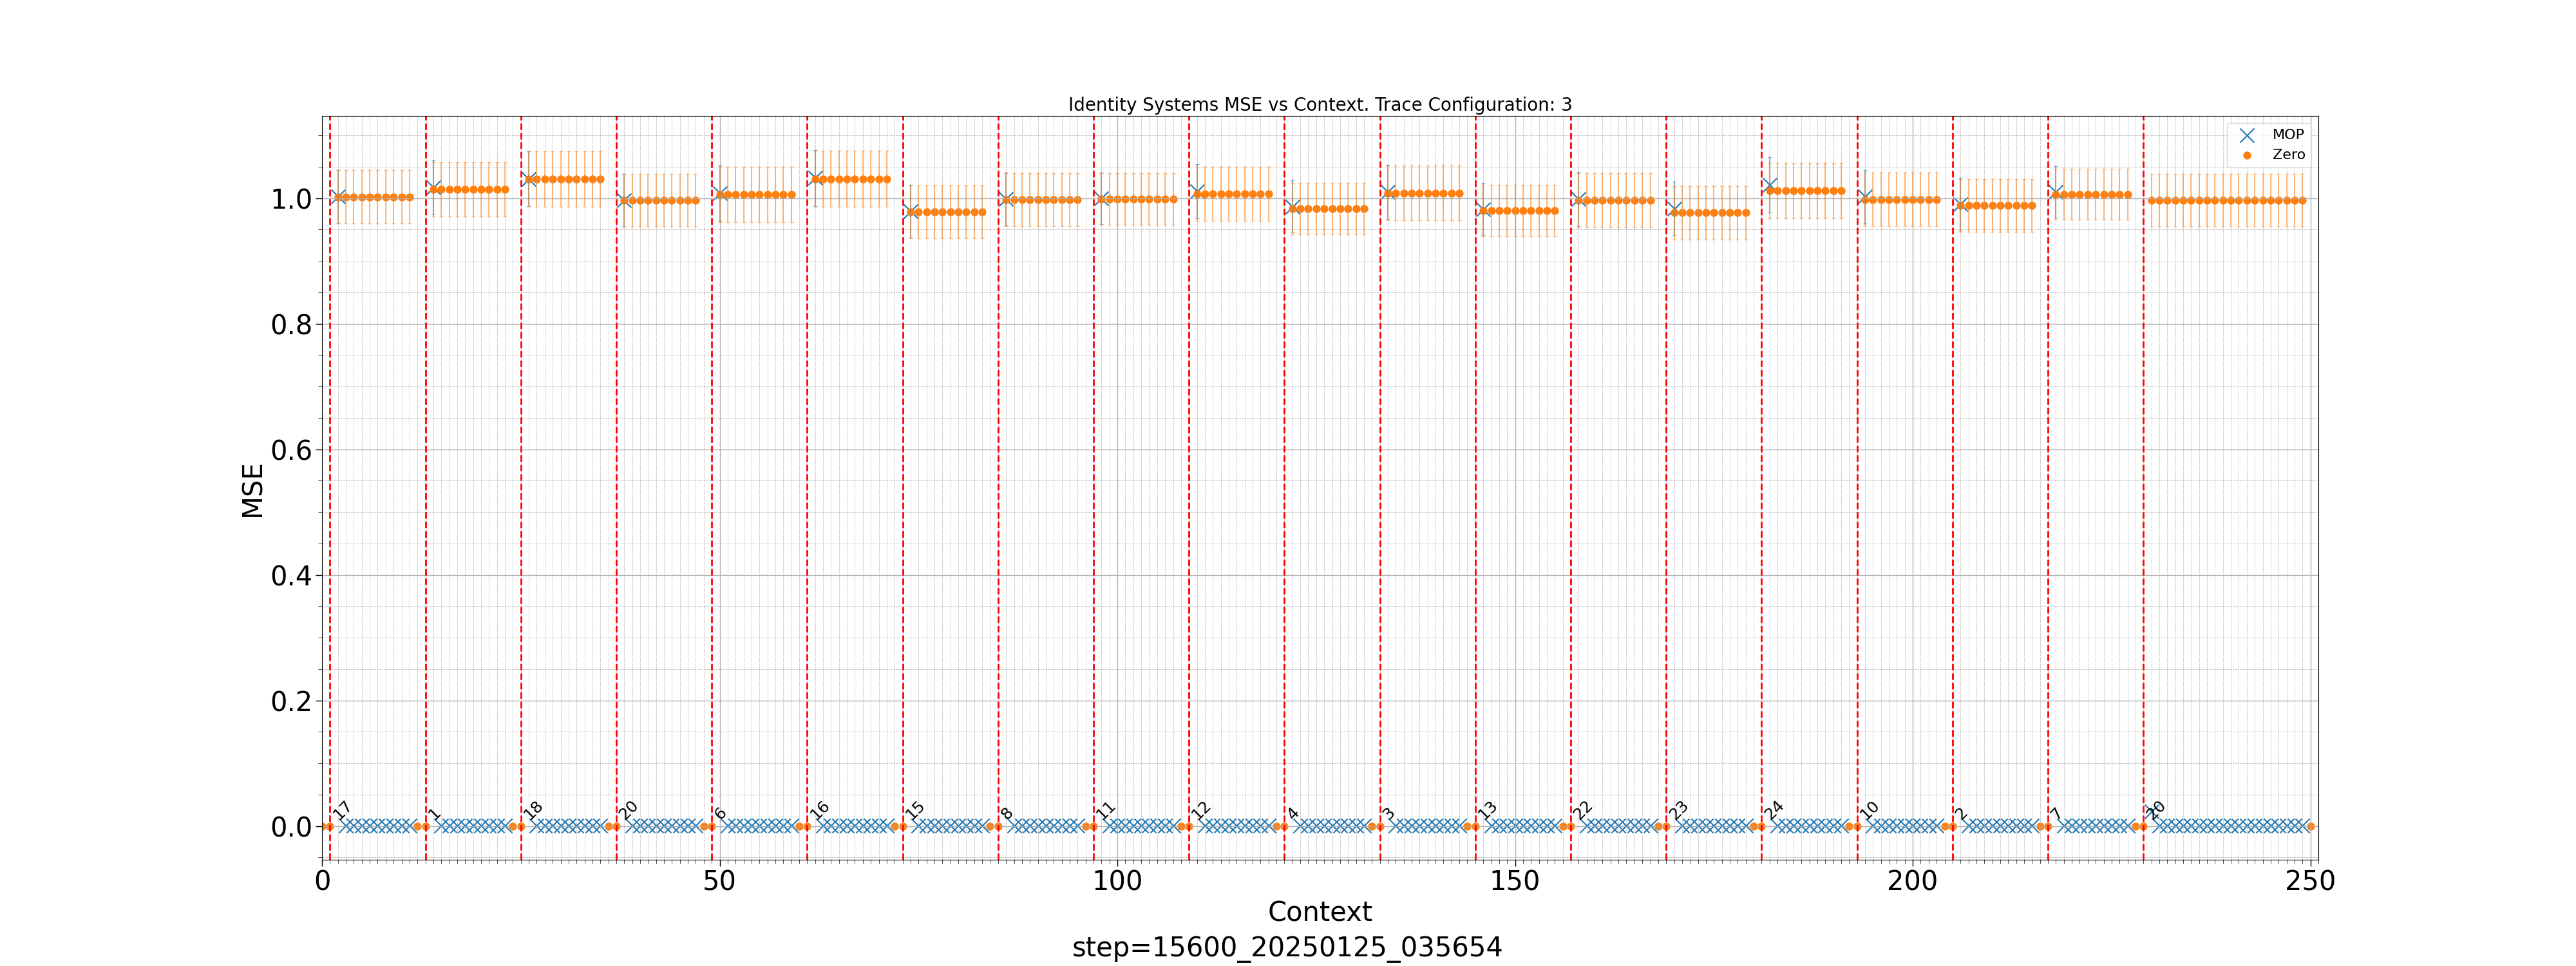 Identity Systems MSE vs Context. Trace Configuration: 3
MOP
Zero
MSE
1.0
0.8
0.6
0.4
0.2
0.0
17 1 18 20 6 16 15 8 11 12 4 3 13 22 23 24 10 2 7
0 50 100 150 200 250
Context
step=15600_20250125_035654